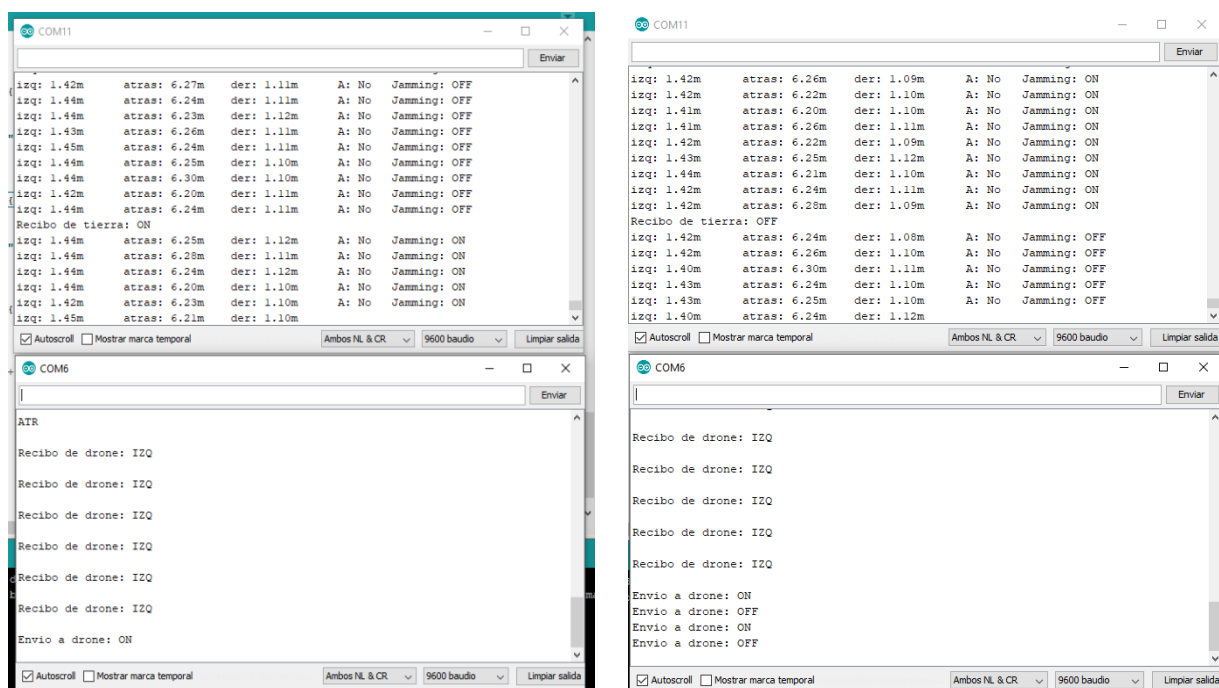 COM11
Enviar
izq: 1.42m atras: 6.27m der: 1.11m A: No Jamming: OFF
izq: 1.44m atras: 6.24m der: 1.11m A: No Jamming: OFF
izq: 1.44m atras: 6.23m der: 1.12m A: No Jamming: OFF
izq: 1.43m atras: 6.26m der: 1.11m A: No Jamming: OFF
izq: 1.45m atras: 6.24m der: 1.11m A: No Jamming: OFF
izq: 1.44m atras: 6.25m der: 1.10m A: No Jamming: OFF
izq: 1.44m atras: 6.30m der: 1.10m A: No Jamming: OFF
izq: 1.42m atras: 6.20m der: 1.11m A: No Jamming: OFF
izq: 1.44m atras: 6.24m der: 1.11m A: No Jamming: OFF
Recibo de tierra: ON
izq: 1.44m atras: 6.25m der: 1.12m A: No Jamming: ON
izq: 1.44m atras: 6.28m der: 1.11m A: No Jamming: ON
izq: 1.44m atras: 6.24m der: 1.12m A: No Jamming: ON
izq: 1.44m atras: 6.20m der: 1.10m A: No Jamming: ON
izq: 1.42m atras: 6.23m der: 1.10m A: No Jamming: ON
izq: 1.45m atras: 6.21m der: 1.10m
Autoscroll Mostrar marca temporal Ambos NL & CR 9600 baudio Limpiar salida
COM6
Enviar
ATR
Recibo de drone: IZQ
Recibo de drone: IZQ
Recibo de drone: IZQ
Recibo de drone: IZQ
Recibo de drone: IZQ
Recibo de drone: IZQ
Envio a drone: ON
Autoscroll Mostrar marca temporal Ambos NL & CR 9600 baudio Limpiar salida
COM11
Enviar
izq: 1.42m atras: 6.26m der: 1.09m A: No Jamming: ON
izq: 1.42m atras: 6.22m der: 1.10m A: No Jamming: ON
izq: 1.41m atras: 6.20m der: 1.10m A: No Jamming: ON
izq: 1.41m atras: 6.26m der: 1.11m A: No Jamming: ON
izq: 1.42m atras: 6.22m der: 1.09m A: No Jamming: ON
izq: 1.43m atras: 6.25m der: 1.12m A: No Jamming: ON
izq: 1.44m atras: 6.21m der: 1.10m A: No Jamming: ON
izq: 1.42m atras: 6.24m der: 1.11m A: No Jamming: ON
izq: 1.42m atras: 6.28m der: 1.09m A: No Jamming: ON
Recibo de tierra: OFF
izq: 1.42m atras: 6.24m der: 1.08m A: No Jamming: OFF
izq: 1.42m atras: 6.26m der: 1.10m A: No Jamming: OFF
izq: 1.40m atras: 6.30m der: 1.11m A: No Jamming: OFF
izq: 1.43m atras: 6.24m der: 1.10m A: No Jamming: OFF
izq: 1.43m atras: 6.25m der: 1.10m A: No Jamming: OFF
izq: 1.40m atras: 6.24m der: 1.12m
Autoscroll Mostrar marca temporal Ambos NL & CR 9600 baudio Limpiar salida
COM6
Enviar
Recibo de drone: IZQ
Recibo de drone: IZQ
Recibo de drone: IZQ
Recibo de drone: IZQ
Recibo de drone: IZQ
Envio a drone: ON
Envio a drone: OFF
Envio a drone: ON
Envio a drone: OFF
Autoscroll Mostrar marca temporal Ambos NL & CR 9600 baudio Limpiar salida